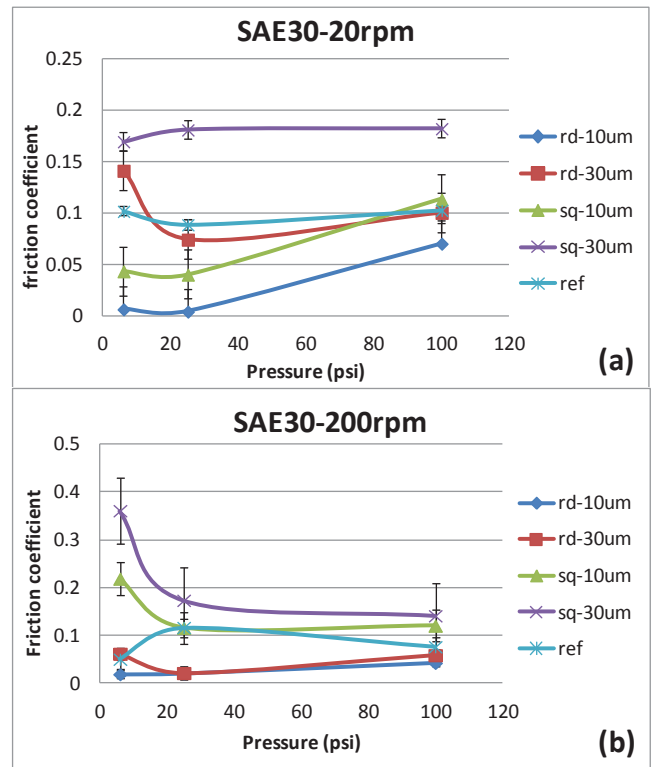 SAE30-20rpm
friction coefficient
0.25
0.2
0.15
0.1
0.05
0
0 20 40 60 80 100 120
Pressure (psi)
rd-10um
rd-30um
sq-10um
sq-30um
ref
(a)
SAE30-200rpm
Friction coefficient
0.5
0.4
0.3
0.2
0.1
0
0 20 40 60 80 100 120
Pressure (psi)
rd-10um
rd-30um
sq-10um
sq-30um
ref
(b)